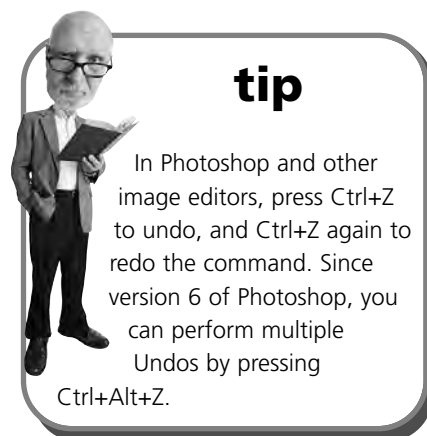 tip
In Photoshop and other
image editors, press Ctrl+Z
to undo, and Ctrl+Z again to
redo the command. Since
version 6 of Photoshop, you
can perform multiple
Undos by pressing
Ctrl+Alt+Z.